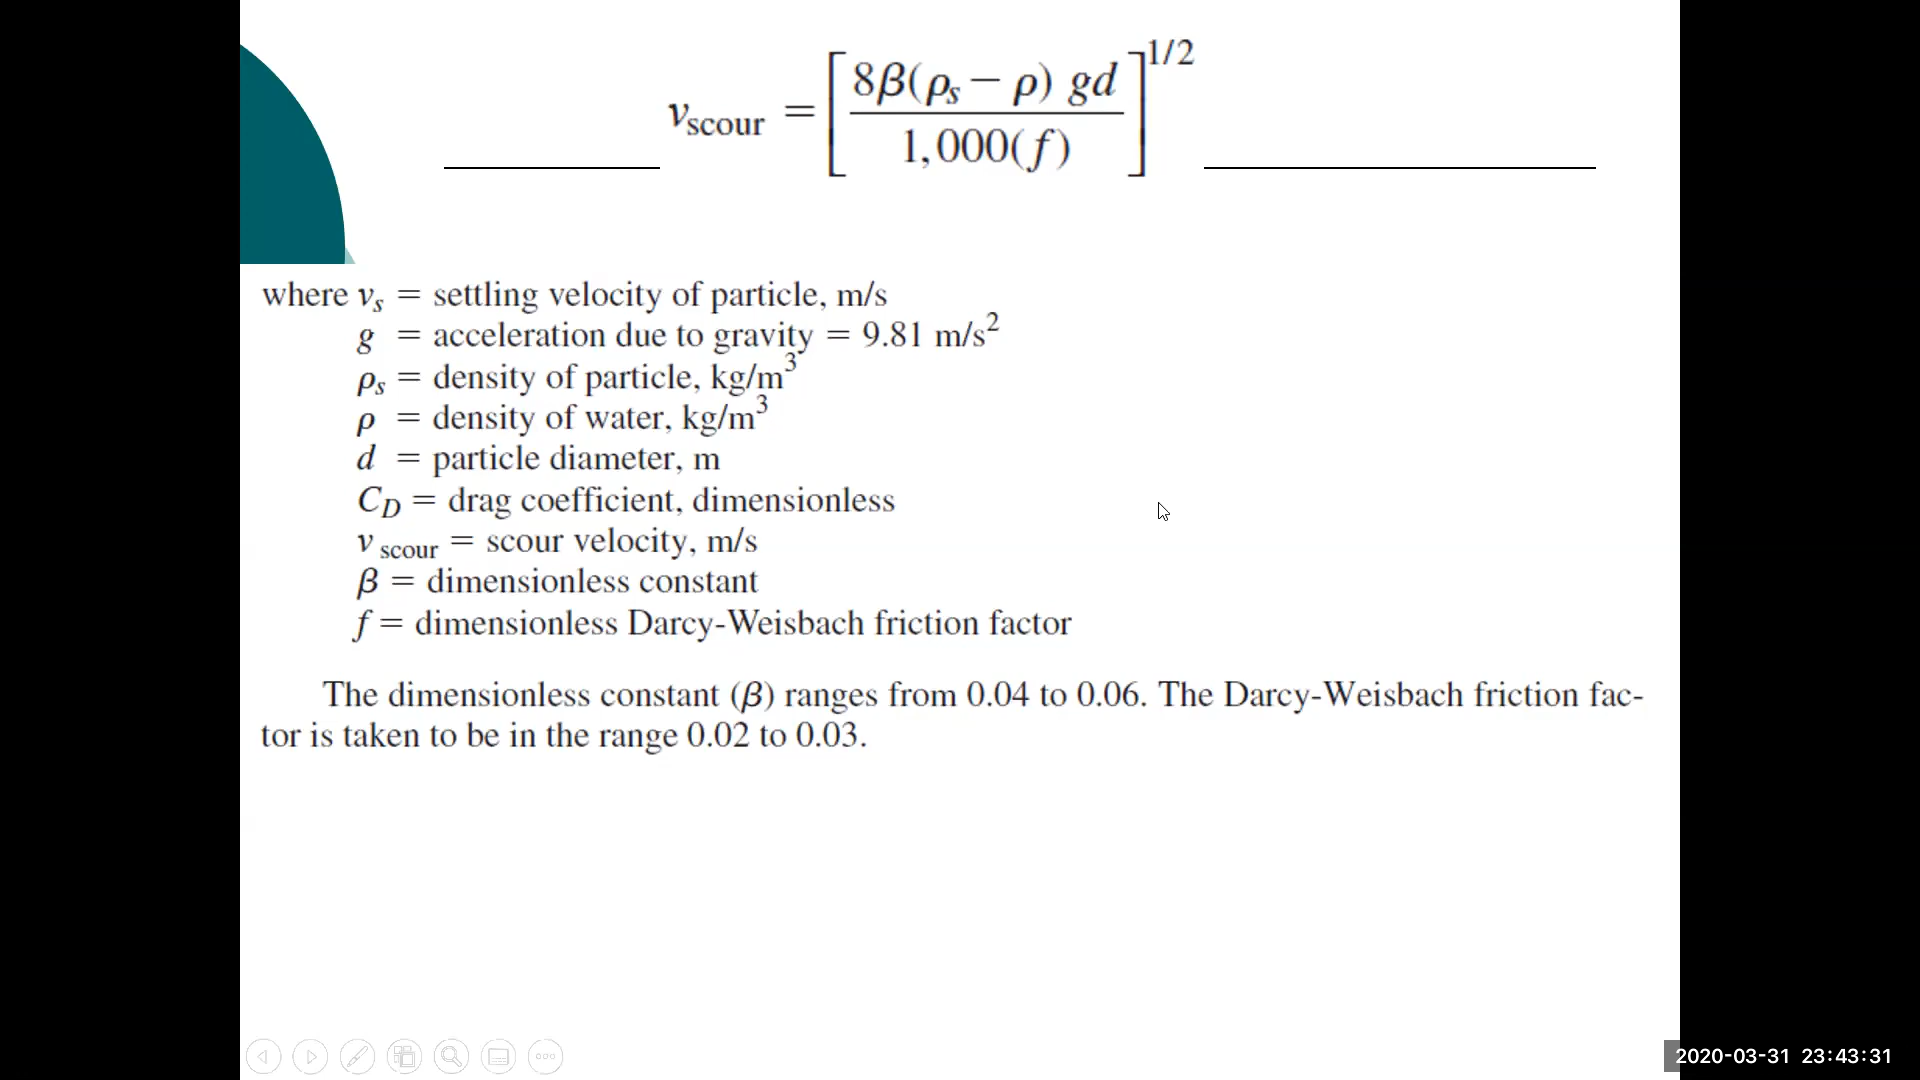 v_scour = [8β(ρ_s − ρ) gd / 1,000(f)]^1/2
where v_s = settling velocity of particle, m/s
g = acceleration due to gravity = 9.81 m/s²
ρ_s = density of particle, kg/m³
ρ = density of water, kg/m³
d = particle diameter, m
C_D = drag coefficient, dimensionless
v_scour = scour velocity, m/s
β = dimensionless constant
f = dimensionless Darcy-Weisbach friction factor
The dimensionless constant (β) ranges from 0.04 to 0.06. The Darcy-Weisbach friction fac-
tor is taken to be in the range 0.02 to 0.03.
2020-03-31 23:43:31